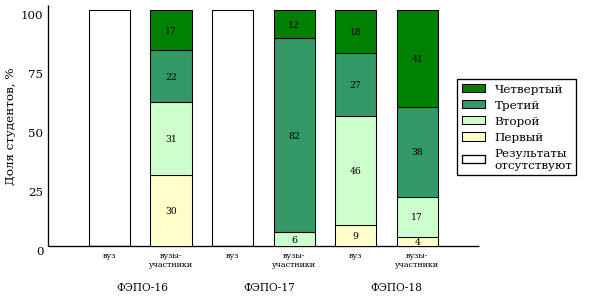 Доля студентов, %
100
75
50
25
0
17
22
31
30
12
82
6
18
27
46
9
41
38
17
4
вуз
вузы-
участники
вуз
вузы-
участники
вуз
вузы-
участники
ФЭПО-16
ФЭПО-17
ФЭПО-18
Четвертый
Третий
Второй
Первый
Результаты
отсутствуют